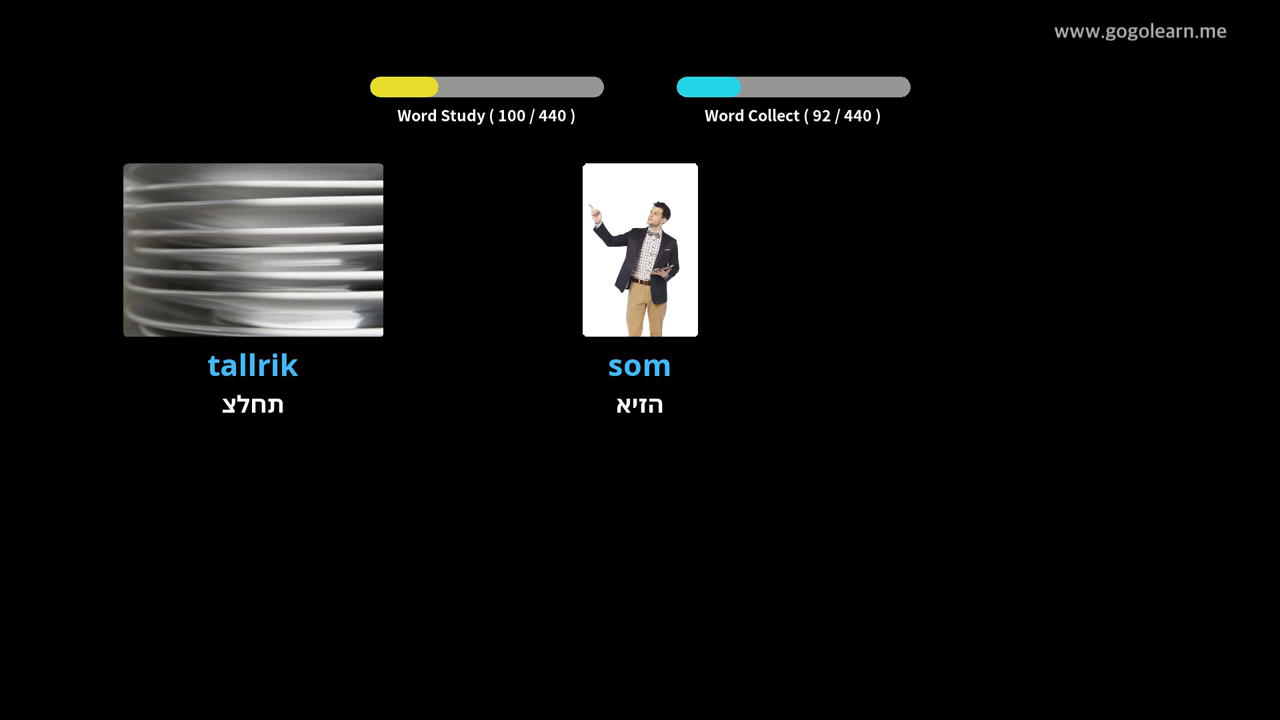 www.gogolearn.me
Word Study ( 100 / 440 )
Word Collect ( 92 / 440 )
tallrik
תחלצ
som
הזיא